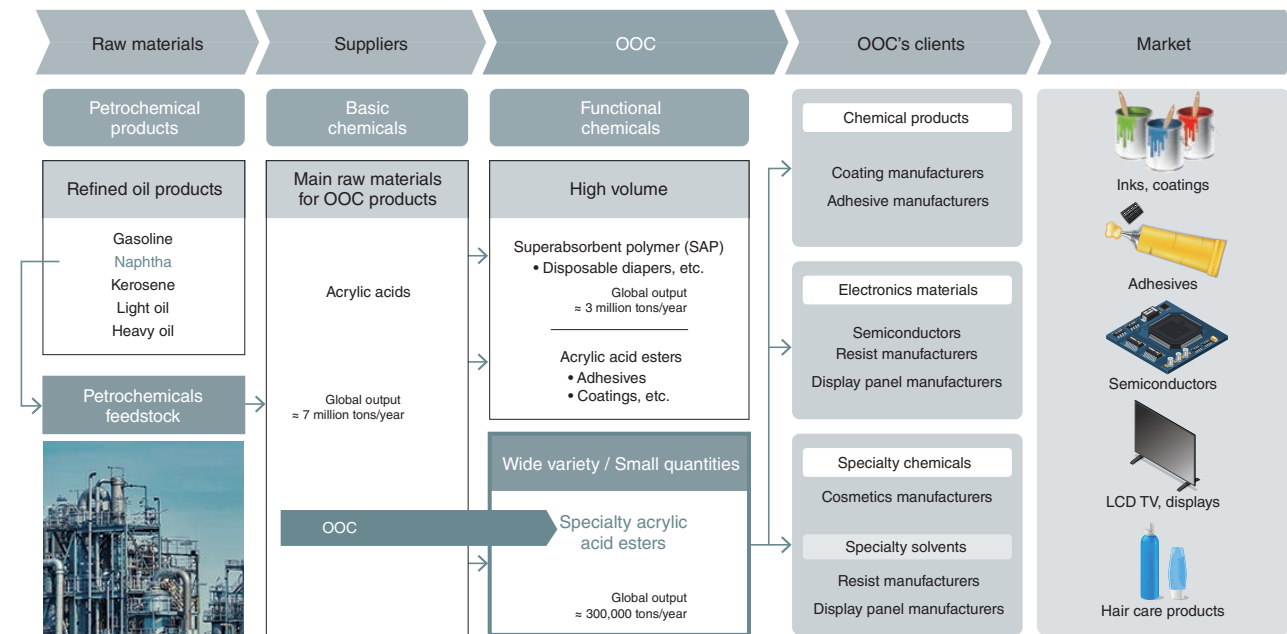 Raw materials
Suppliers
OOC
OOC's clients
Market
Petrochemical
products
Refined oil products
Gasoline
Naphtha
Kerosene
Light oil
Heavy oil
Petrochemicals
feedstock
Basic
chemicals
Main raw materials
for OOC products
Acrylic acids
Global output
≈ 7 million tons/year
OOC
Functional
chemicals
High volume
Superabsorbent polymer (SAP)
• Disposable diapers, etc.
Global output
≈ 3 million tons/year
Acrylic acid esters
• Adhesives
• Coatings, etc.
Wide variety / Small quantities
Specialty acrylic
acid esters
Global output
≈ 300,000 tons/year
Chemical products
Coating manufacturers
Adhesive manufacturers
Electronics materials
Semiconductors
Resist manufacturers
Display panel manufacturers
Specialty chemicals
Cosmetics manufacturers
Specialty solvents
Resist manufacturers
Display panel manufacturers
Inks, coatings
Adhesives
Semiconductors
LCD TV, displays
Hair care products